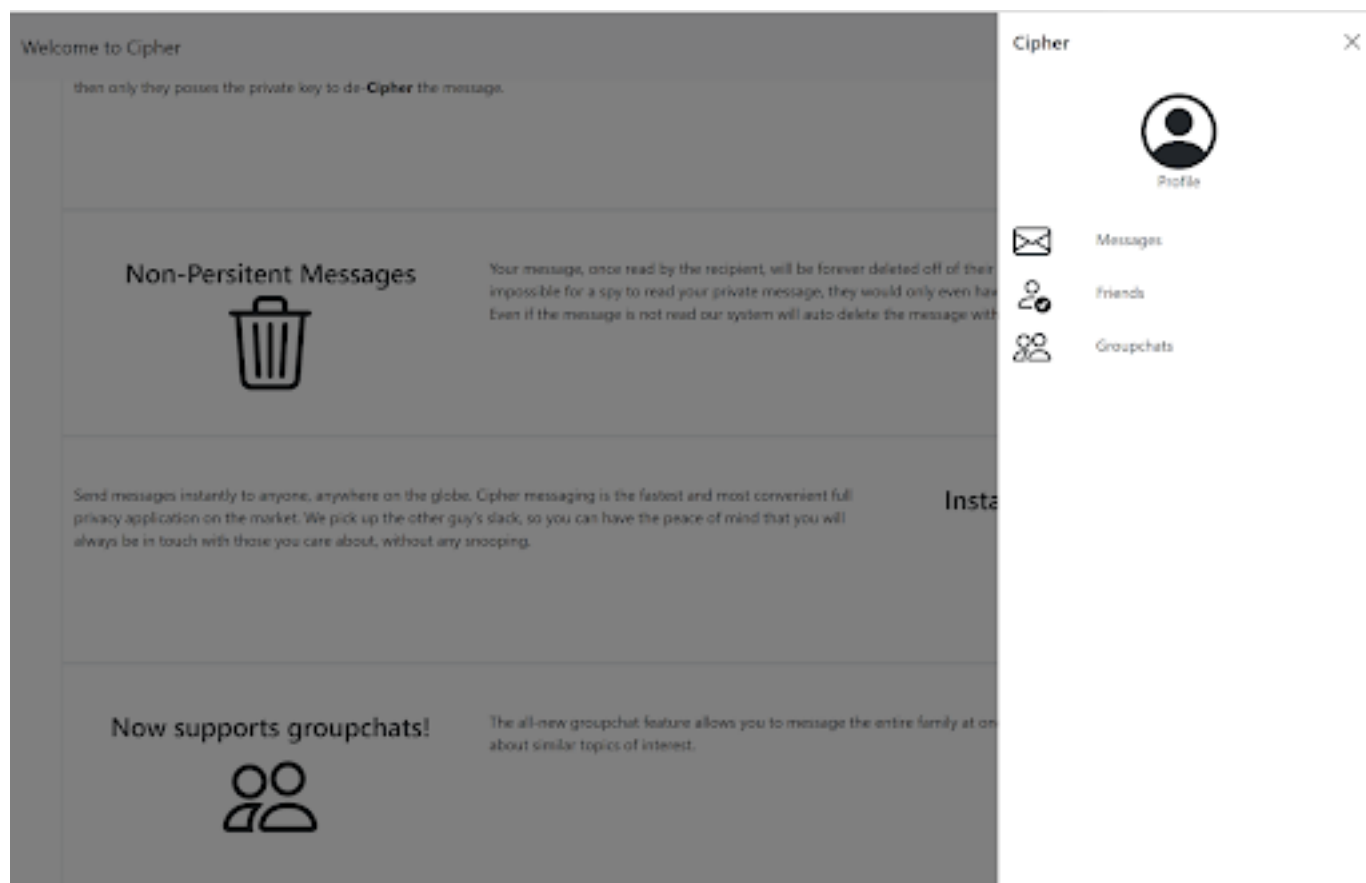 Welcome to Cipher
then only they posses the private key to de-Cipher the message.
Non-Persitent Messages
Your message, once read by the recipient, will be forever deleted off of their
impossible for a spy to read your private message, they would only even hav
Even if the message is not read our system will auto delete the message with
Send messages instantly to anyone, anywhere on the globe. Cipher messaging is the fastest and most convenient full
privacy application on the market. We pick up the other guy's slack, so you can have the peace of mind that you will
always be in touch with those you care about, without any snooping.
Insta
Now supports groupchats!
The all-new groupchat feature allows you to message the entire family at on
about similar topics of interest.
Cipher
Profile
Messages
Friends
Groupchats